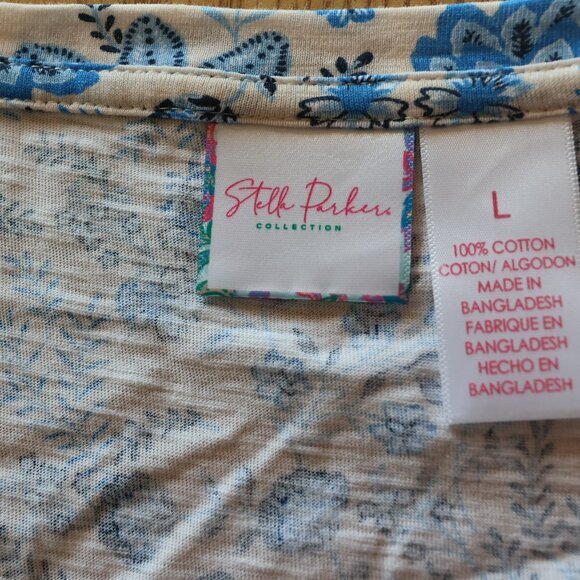 Stella Parker
COLLECTION
L
100% COTTON
COTON/ ALGODON
MADE IN
BANGLADESH
FABRIQUE EN
BANGLADESH
HECHO EN
BANGLADESH